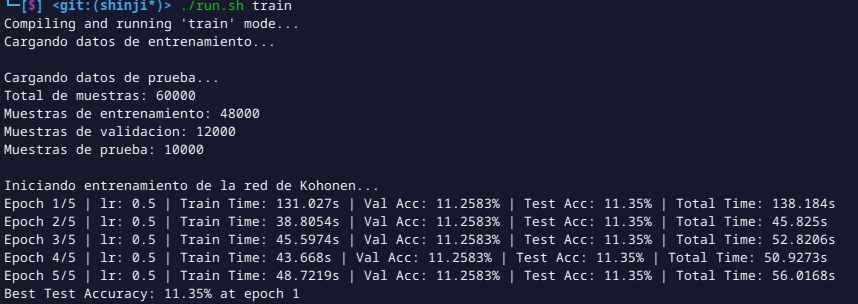 └─[$] <git:(shinji*)> ./run.sh train
Compiling and running 'train' mode...
Cargando datos de entrenamiento...
Cargando datos de prueba...
Total de muestras: 60000
Muestras de entrenamiento: 48000
Muestras de validacion: 12000
Muestras de prueba: 10000
Iniciando entrenamiento de la red de Kohonen...
Epoch 1/5 | lr: 0.5 | Train Time: 131.027s | Val Acc: 11.2583% | Test Acc: 11.35% | Total Time: 138.184s
Epoch 2/5 | lr: 0.5 | Train Time: 38.8054s | Val Acc: 11.2583% | Test Acc: 11.35% | Total Time: 45.825s
Epoch 3/5 | lr: 0.5 | Train Time: 45.5974s | Val Acc: 11.2583% | Test Acc: 11.35% | Total Time: 52.8206s
Epoch 4/5 | lr: 0.5 | Train Time: 43.668s | Val Acc: 11.2583% | Test Acc: 11.35% | Total Time: 50.9273s
Epoch 5/5 | lr: 0.5 | Train Time: 48.7219s | Val Acc: 11.2583% | Test Acc: 11.35% | Total Time: 56.0168s
Best Test Accuracy: 11.35% at epoch 1